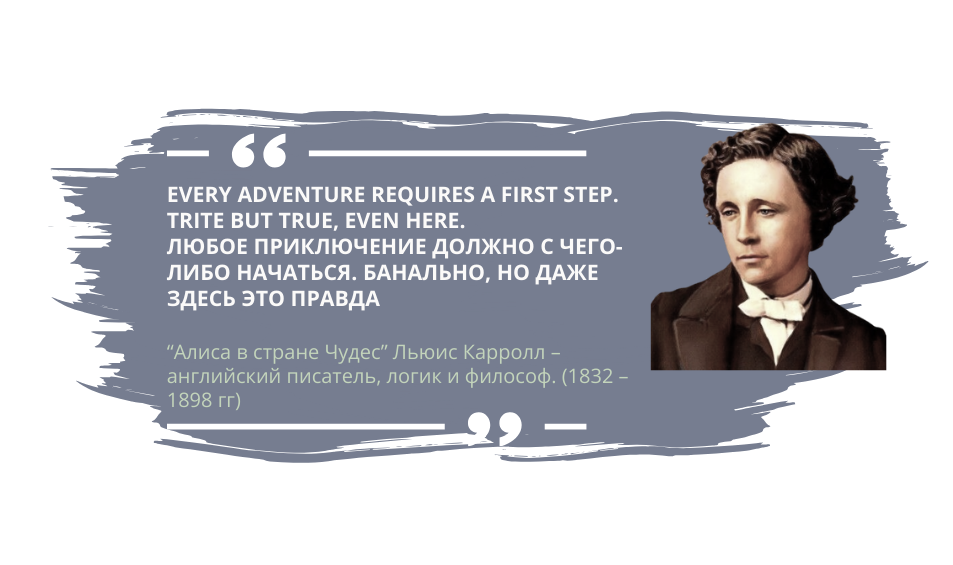 EVERY ADVENTURE REQUIRES A FIRST STEP.
TRITE BUT TRUE, EVEN HERE.
ЛЮБОЕ ПРИКЛЮЧЕНИЕ ДОЛЖНО С ЧЕГО-
ЛИБО НАЧАТЬСЯ. БАНАЛЬНО, НО ДАЖЕ
ЗДЕСЬ ЭТО ПРАВДА
“Алиса в стране Чудес” Льюис Карролл –
английский писатель, логик и философ. (1832 –
1898 гг)